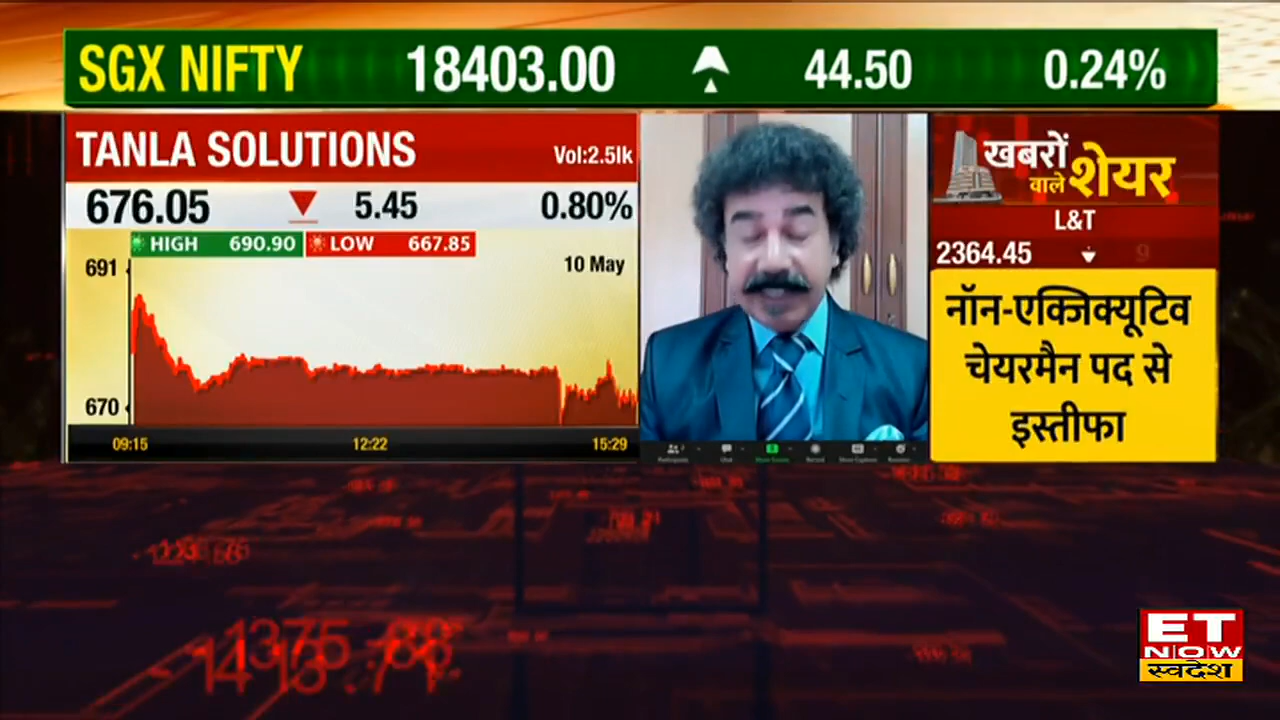 SGX NIFTY 18403.00 44.50 0.24%
TANLA SOLUTIONS Vol:2.5lk
676.05 5.45 0.80%
HIGH 690.90 LOW 667.85
10 May
691
670
09:15 12:22 15:29
खबरों
वाले शेयर
L&T
2364.45
नॉन-एक्जिक्यूटिव
चेयरमैन पद से
इस्तीफा
1375.88
ET
NOW
स्वदेश